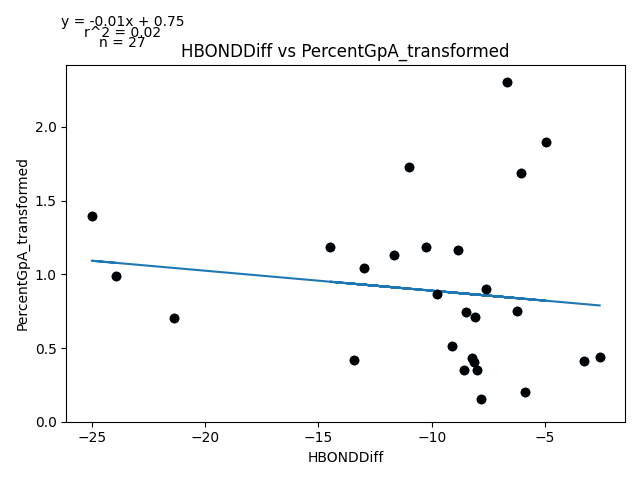 y = -0.01x + 0.75
r^2 = 0.02
n = 27
HBONDDiff vs PercentGpA_transformed
PercentGpA_transformed
2.0
1.5
1.0
0.5
0.0
−25
−20
−15
−10
−5
HBONDDiff